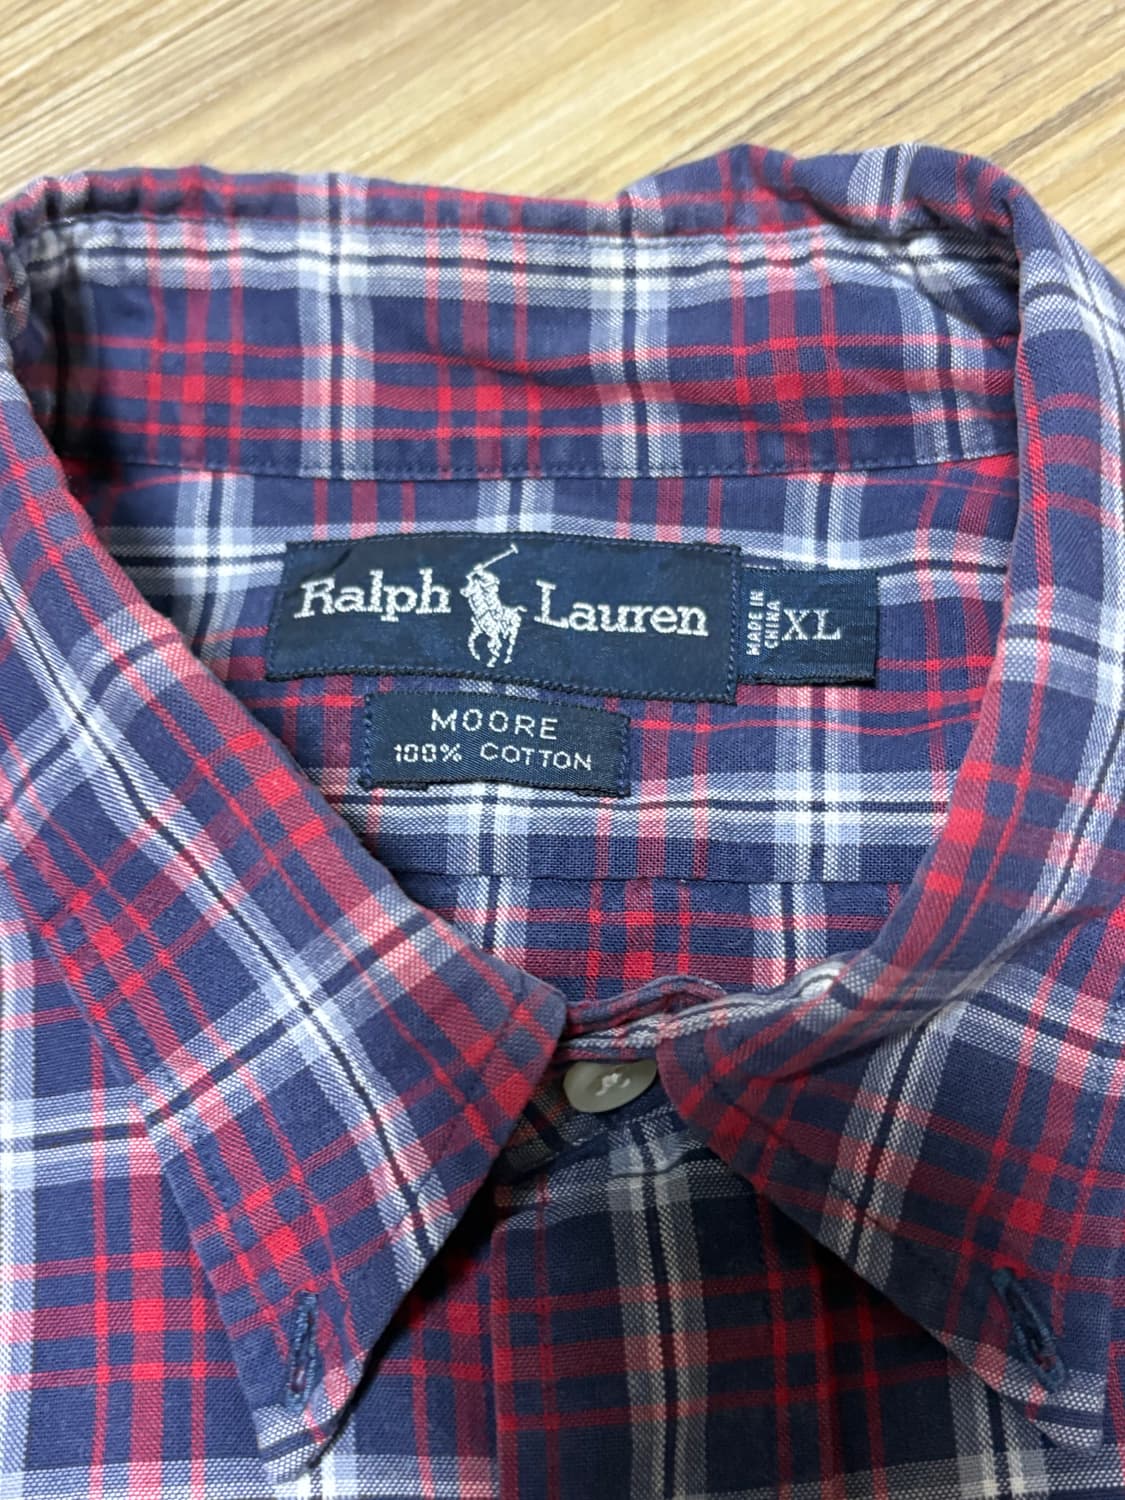 Ralph Lauren
MADE IN
CHINA
XL
MOORE
100% COTTON